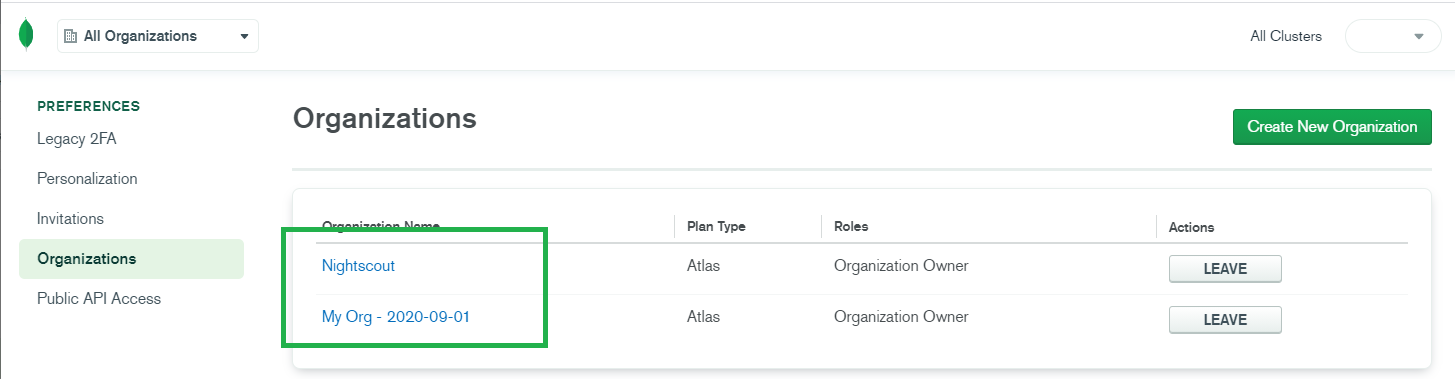 All Organizations
All Clusters
PREFERENCES
Legacy 2FA
Personalization
Invitations
Organizations
Public API Access
Organizations
Create New Organization
Organization Name Plan Type Roles Actions
Nightscout Atlas Organization Owner LEAVE
My Org - 2020-09-01 Atlas Organization Owner LEAVE